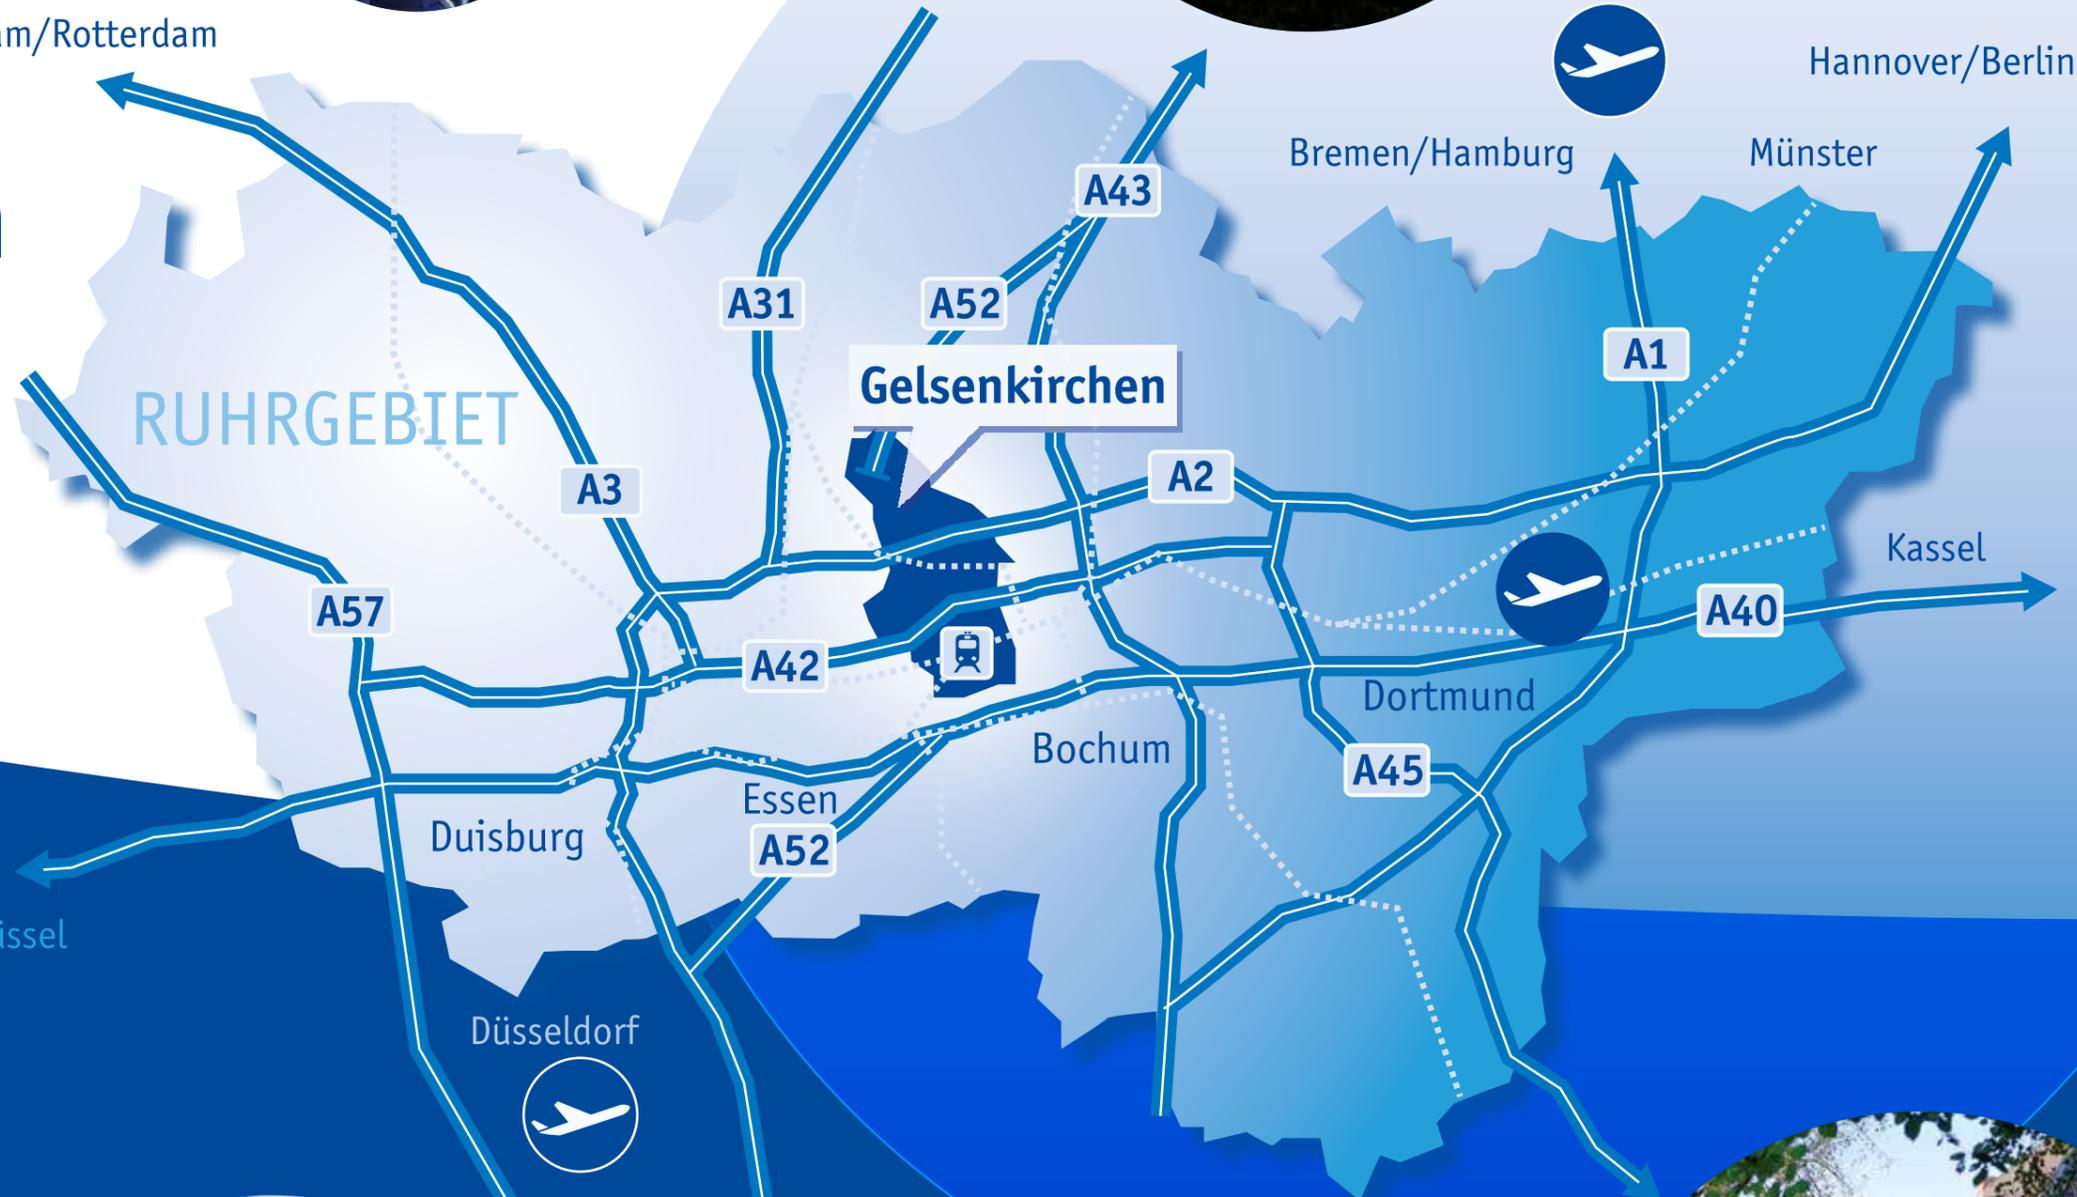 am/Rotterdam
Hannover/Berlin
Bremen/Hamburg
Münster
A43
A31
A52
A1
Gelsenkirchen
RUHRGEBIET
A2
A3
Kassel
A57
A40
A42
Dortmund
Bochum
A45
Essen
Duisburg
A52
üssel
Düsseldorf